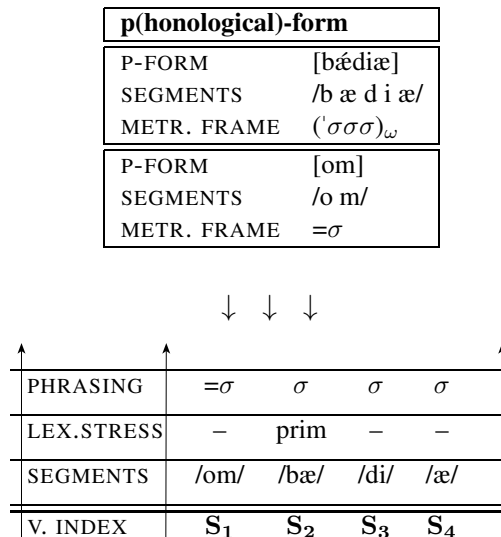 p(honological)-form
P-FORM [bǽdiæ]
SEGMENTS /b æ d i æ/
METR. FRAME (ˈσσσ)ω
P-FORM [om]
SEGMENTS /o m/
METR. FRAME =σ
↓ ↓ ↓
PHRASING =σ σ σ σ
LEX.STRESS – prim – –
SEGMENTS /om/ /bæ/ /di/ /æ/
V. INDEX S1 S2 S3 S4